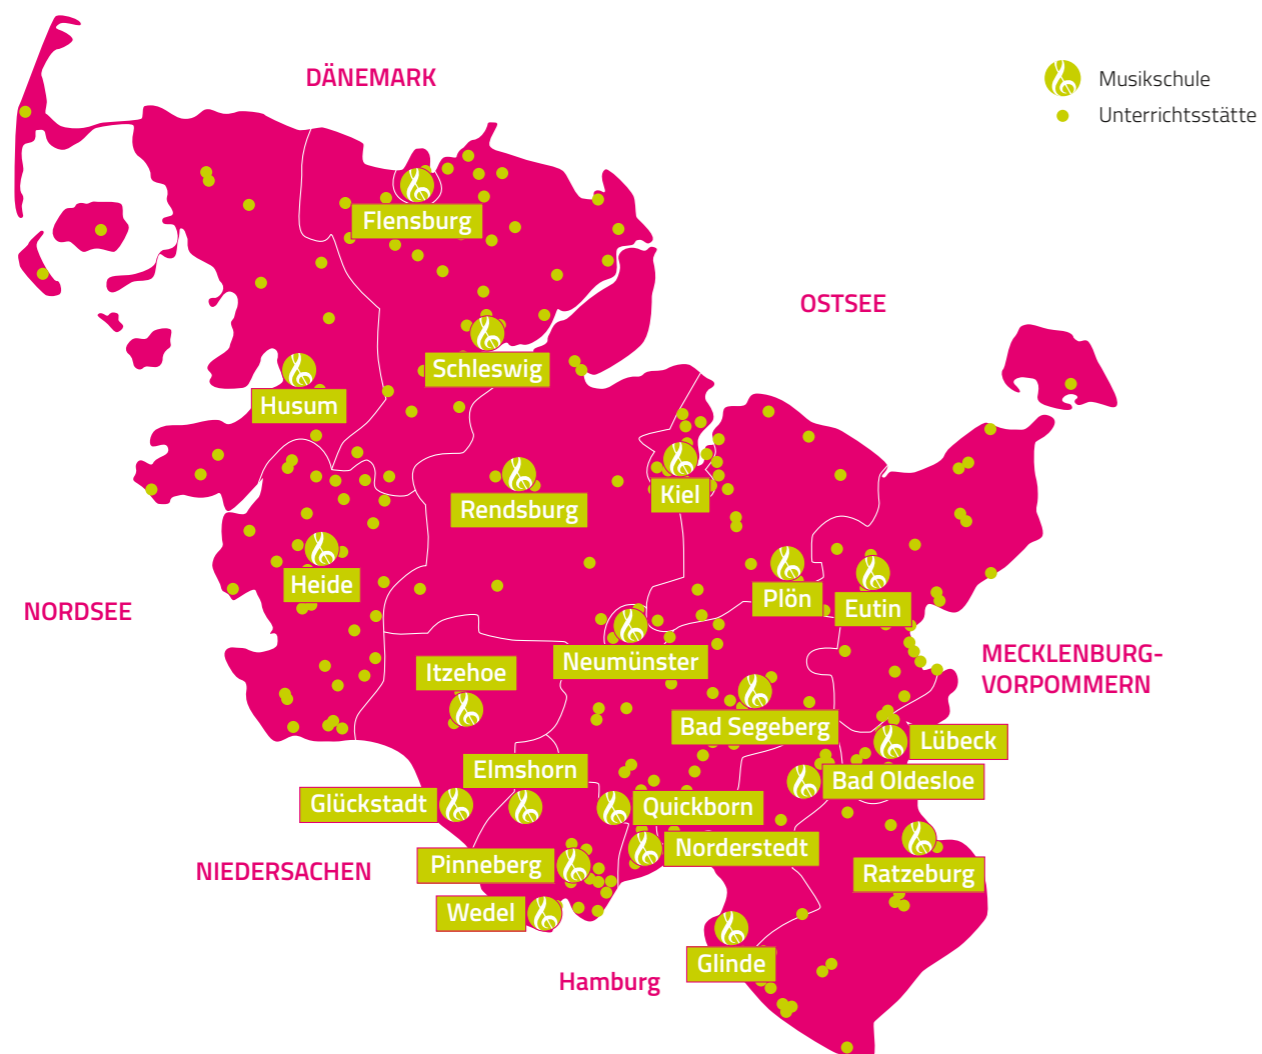 DÄNEMARK
Musikschule
Unterrichtsstätte
Flensburg
OSTSEE
Schleswig
Husum
Kiel
Rendsburg
Heide
Plön
Eutin
NORDSEE
Neumünster
MECKLENBURG-
VORPOMMERN
Itzehoe
Bad Segeberg
Lübeck
Elmshorn
Bad Oldesloe
Glückstadt
Quickborn
Norderstedt
Pinneberg
NIEDERSACHEN
Ratzeburg
Wedel
Glinde
Hamburg